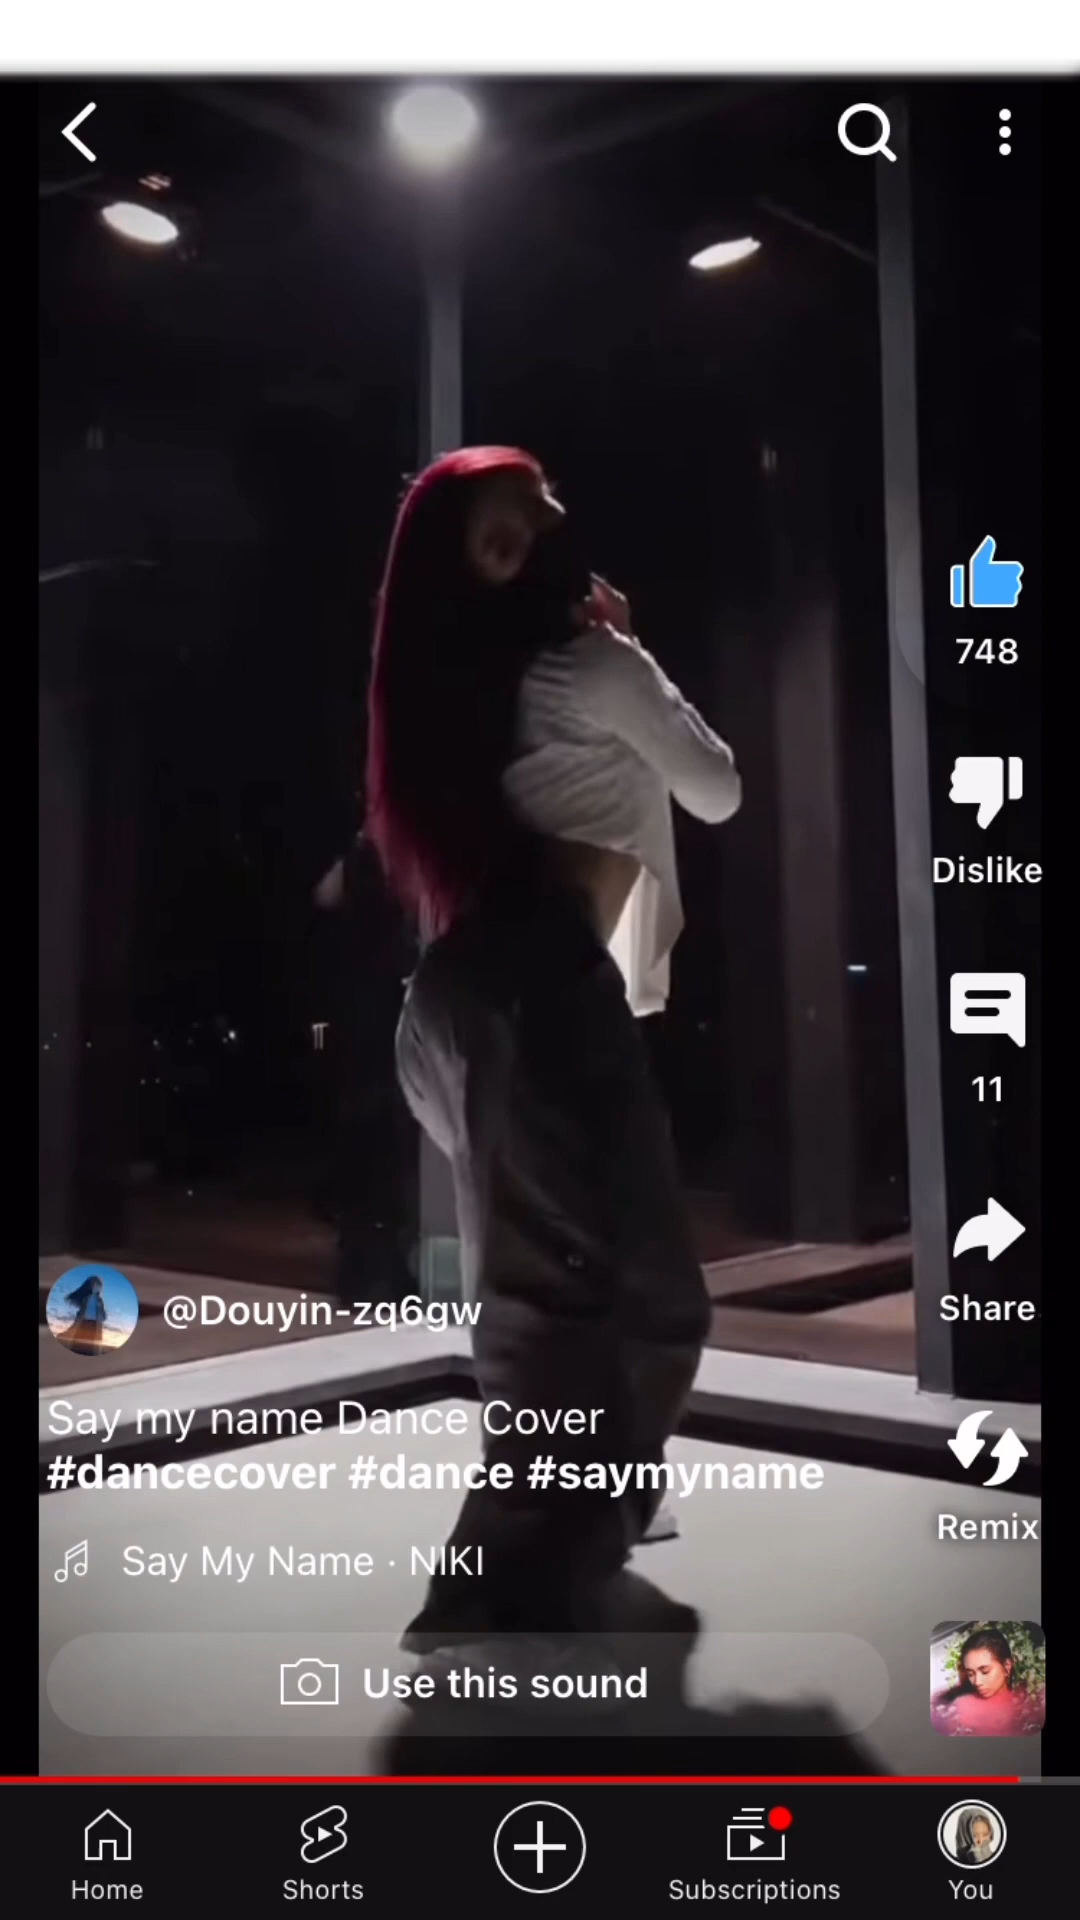 748
Dislike
11
Share
@Douyin-zq6gw
Say my name Dance Cover
#dancecover #dance #saymyname
Remix
Say My Name · NIKI
Use this sound
Home
Shorts
Subscriptions
You